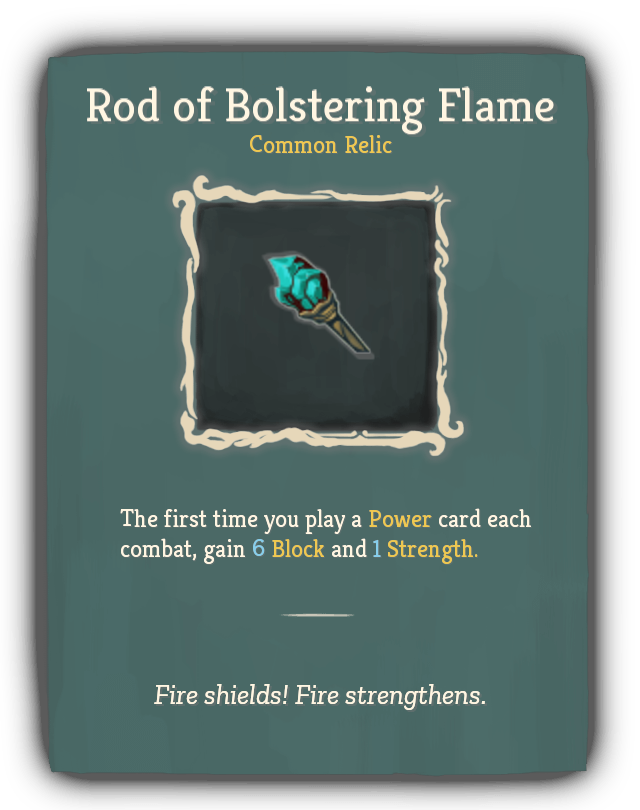 Rod of Bolstering Flame
Common Relic
The first time you play a Power card each
combat, gain 6 Block and 1 Strength.
Fire shields! Fire strengthens.